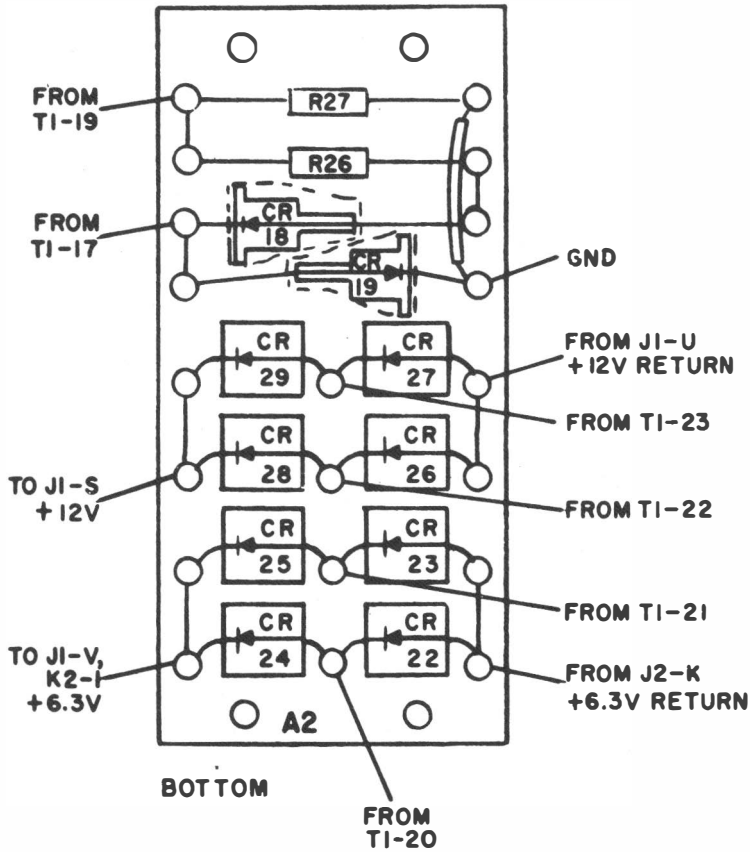 FROM
T1-19
R27
R26
FROM
T1-17
CR
18
CR
19
GND
CR
29
CR
27
FROM J1-U
+12V RETURN
FROM T1-23
CR
28
CR
26
TO J1-S
+12V
FROM T1-22
CR
25
CR
23
FROM T1-21
CR
24
CR
22
TO J1-V,
K2-1
+6.3V
FROM J2-K
+6.3V RETURN
A2
BOTTOM
FROM
T1-20